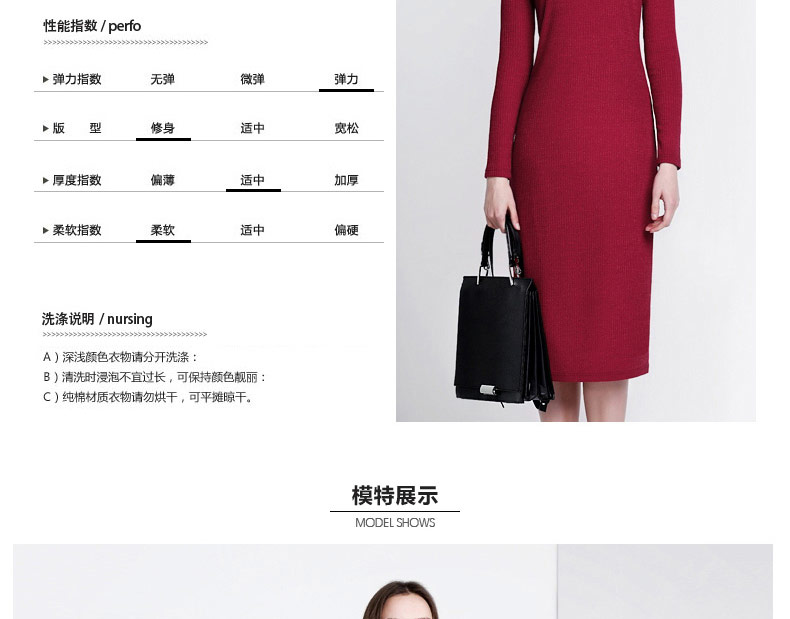 性能指数 / perfo
>>>>>>>>>>>>>>>>>>>>>>>>>>>>>>>>>>>>>>
▶ 弹力指数 无弹 微弹 弹力
▶ 版 型 修身 适中 宽松
▶ 厚度指数 偏薄 适中 加厚
▶ 柔软指数 柔软 适中 偏硬
洗涤说明 / nursing
>>>>>>>>>>>>>>>>>>>>>>>>>>>>>>>>>>>>>>
A）深浅颜色衣物请分开洗涤：
B）清洗时浸泡不宜过长，可保持颜色靓丽：
C）纯棉材质衣物请勿烘干，可平摊晾干。
模特展示
MODEL SHOWS